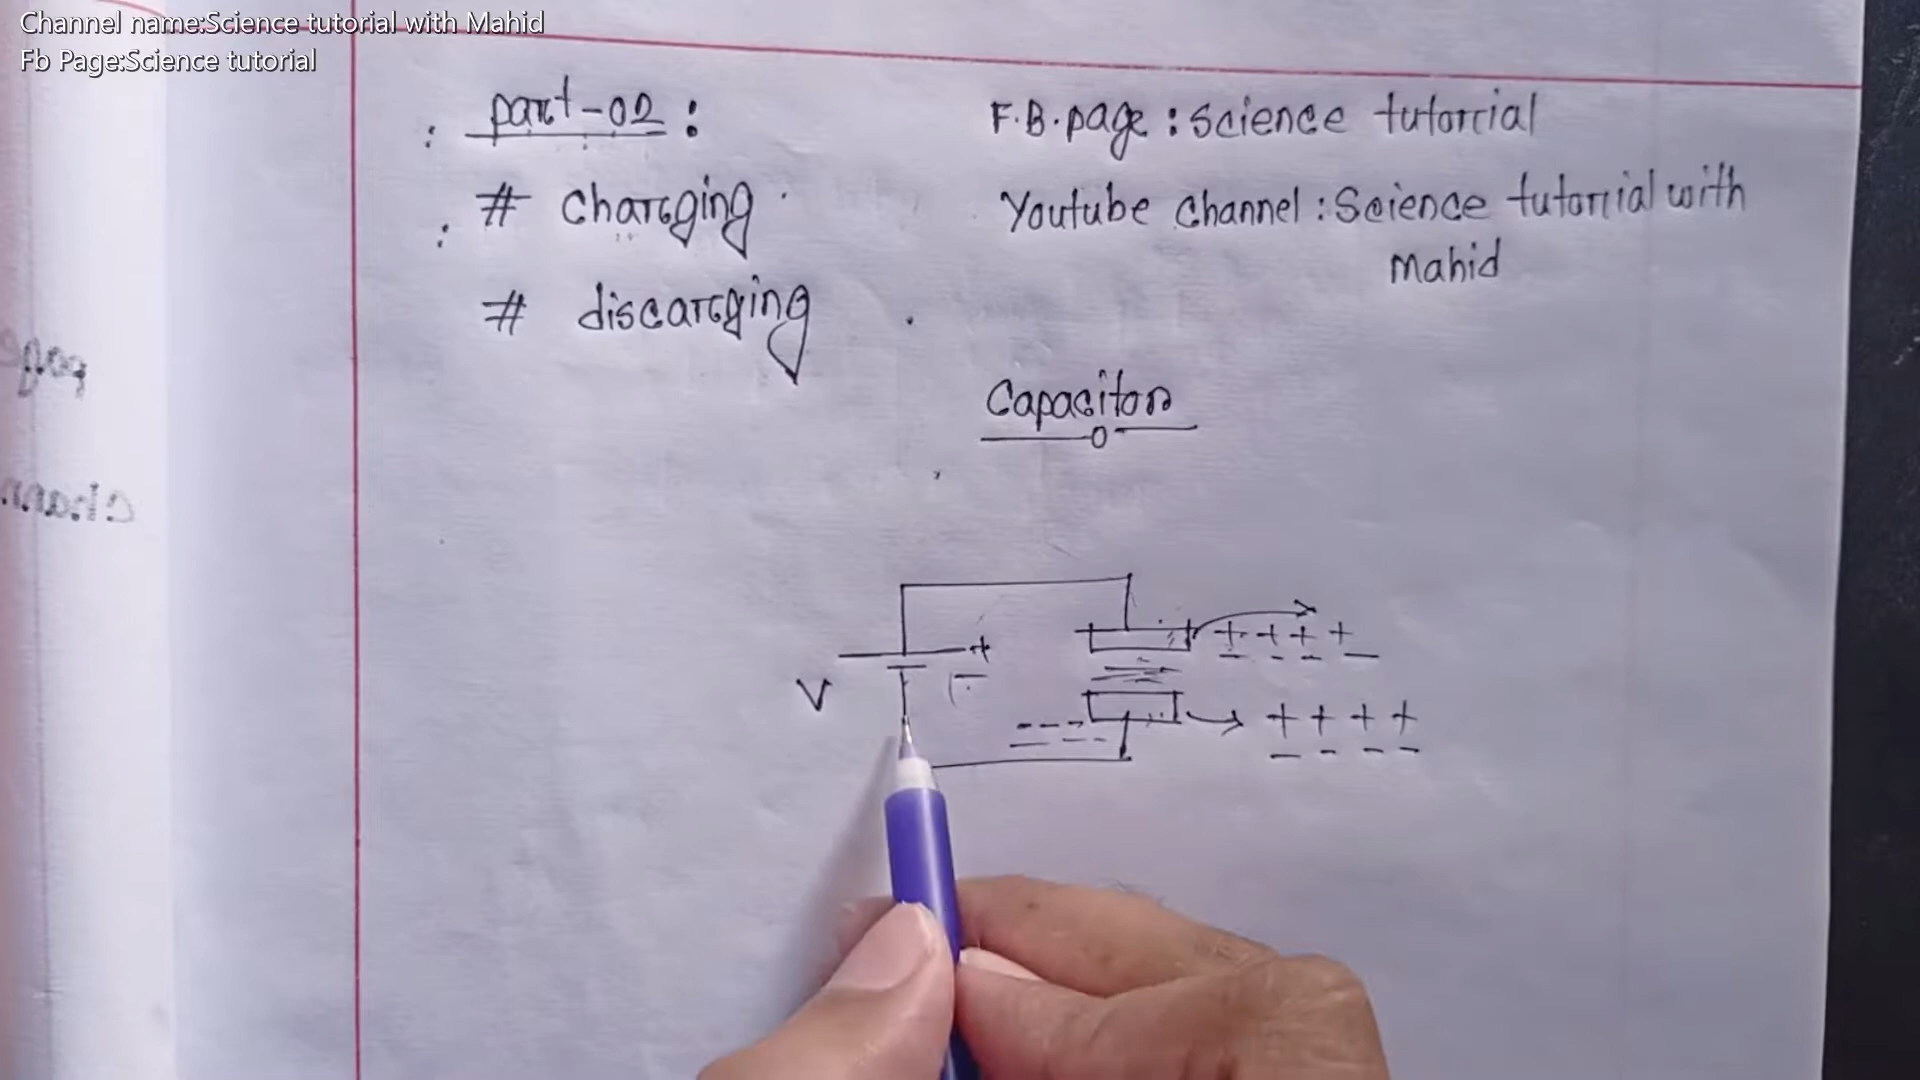 Channel name:Science tutorial with Mahid
Fb Page:Science tutorial
part-02 :
# Charging
# discarging
F.B.page : Science tutorial
Youtube channel : Science tutorial with
Mahid
Capacitor
+
V
-
+ + + +
- - - -
+ + + +
- - - -